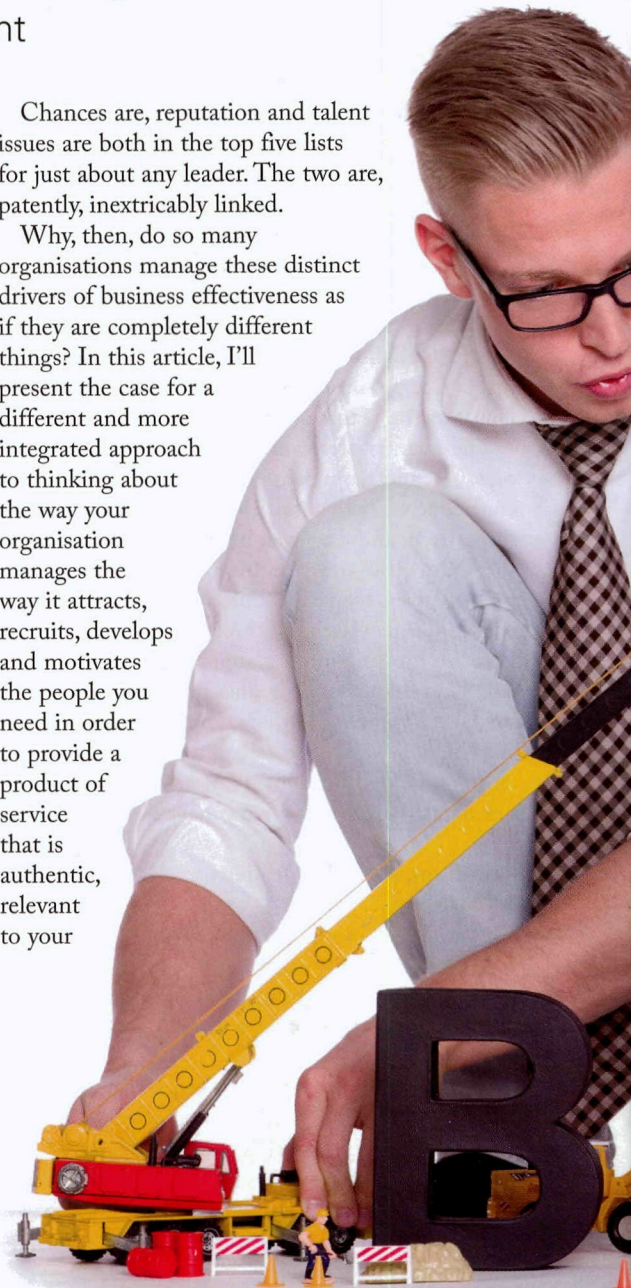 nt
Chances are, reputation and talent
issues are both in the top five lists
for just about any leader. The two are,
patently, inextricably linked.
Why, then, do so many
organisations manage these distinct
drivers of business effectiveness as
if they are completely different
things? In this article, I'll
present the case for a
different and more
integrated approach
to thinking about
the way your
organisation
manages the
way it attracts,
recruits, develops
and motivates
the people you
need in order
to provide a
product of
service
that is
authentic,
relevant
to your
B